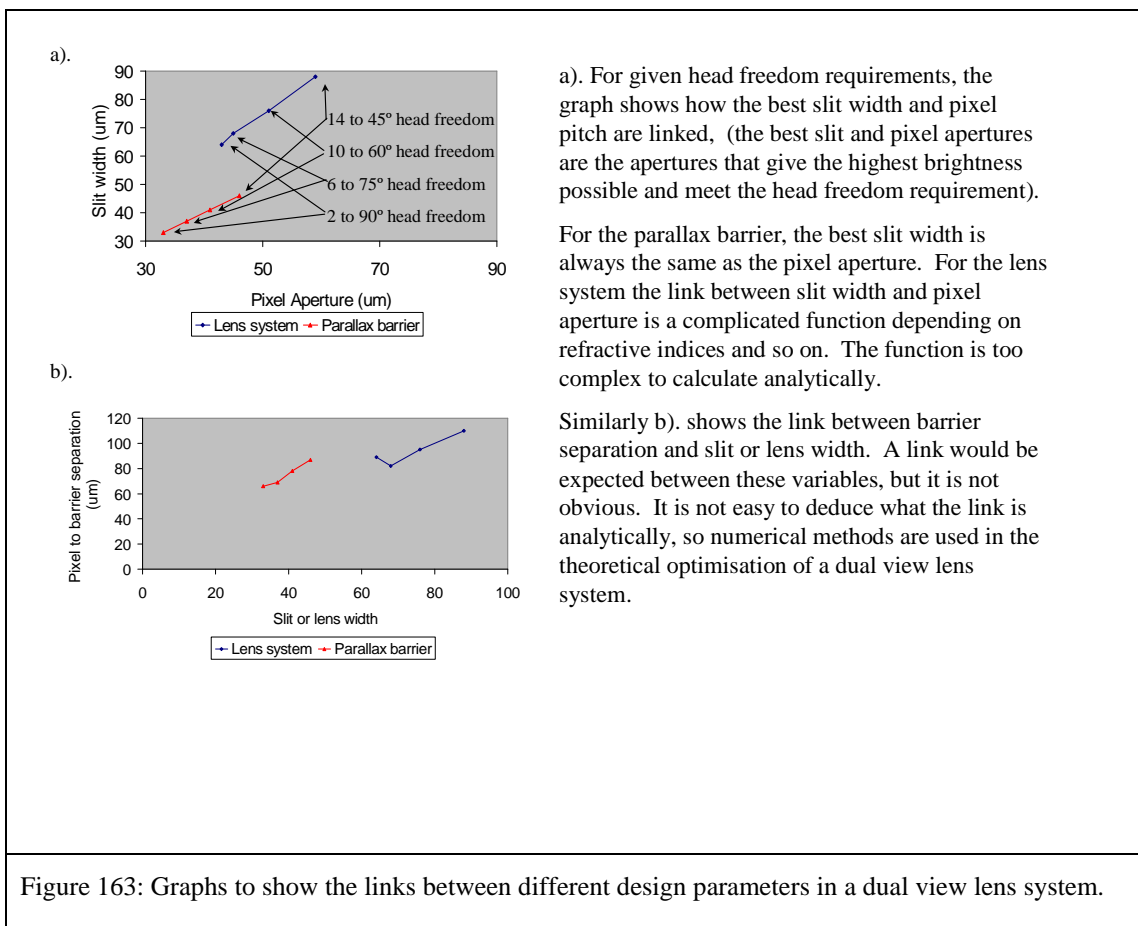 a).
90
80
70
60
50
40
30
Slit width (um)
14 to 45º head freedom
10 to 60º head freedom
6 to 75º head freedom
2 to 90º head freedom
30 50 70 90
Pixel Aperture (um)
Lens system Parallax barrier
a). For given head freedom requirements, the
graph shows how the best slit width and pixel
pitch are linked, (the best slit and pixel apertures
are the apertures that give the highest brightness
possible and meet the head freedom requirement).
For the parallax barrier, the best slit width is
always the same as the pixel aperture. For the lens
system the link between slit width and pixel
aperture is a complicated function depending on
refractive indices and so on. The function is too
complex to calculate analytically.
b).
120
100
80
60
40
20
0
Pixel to barrier separation
(um)
0 20 40 60 80 100
Slit or lens width
Lens system Parallax barrier
Similarly b). shows the link between barrier
separation and slit or lens width. A link would be
expected between these variables, but it is not
obvious. It is not easy to deduce what the link is
analytically, so numerical methods are used in the
theoretical optimisation of a dual view lens
system.
Figure 163: Graphs to show the links between different design parameters in a dual view lens system.